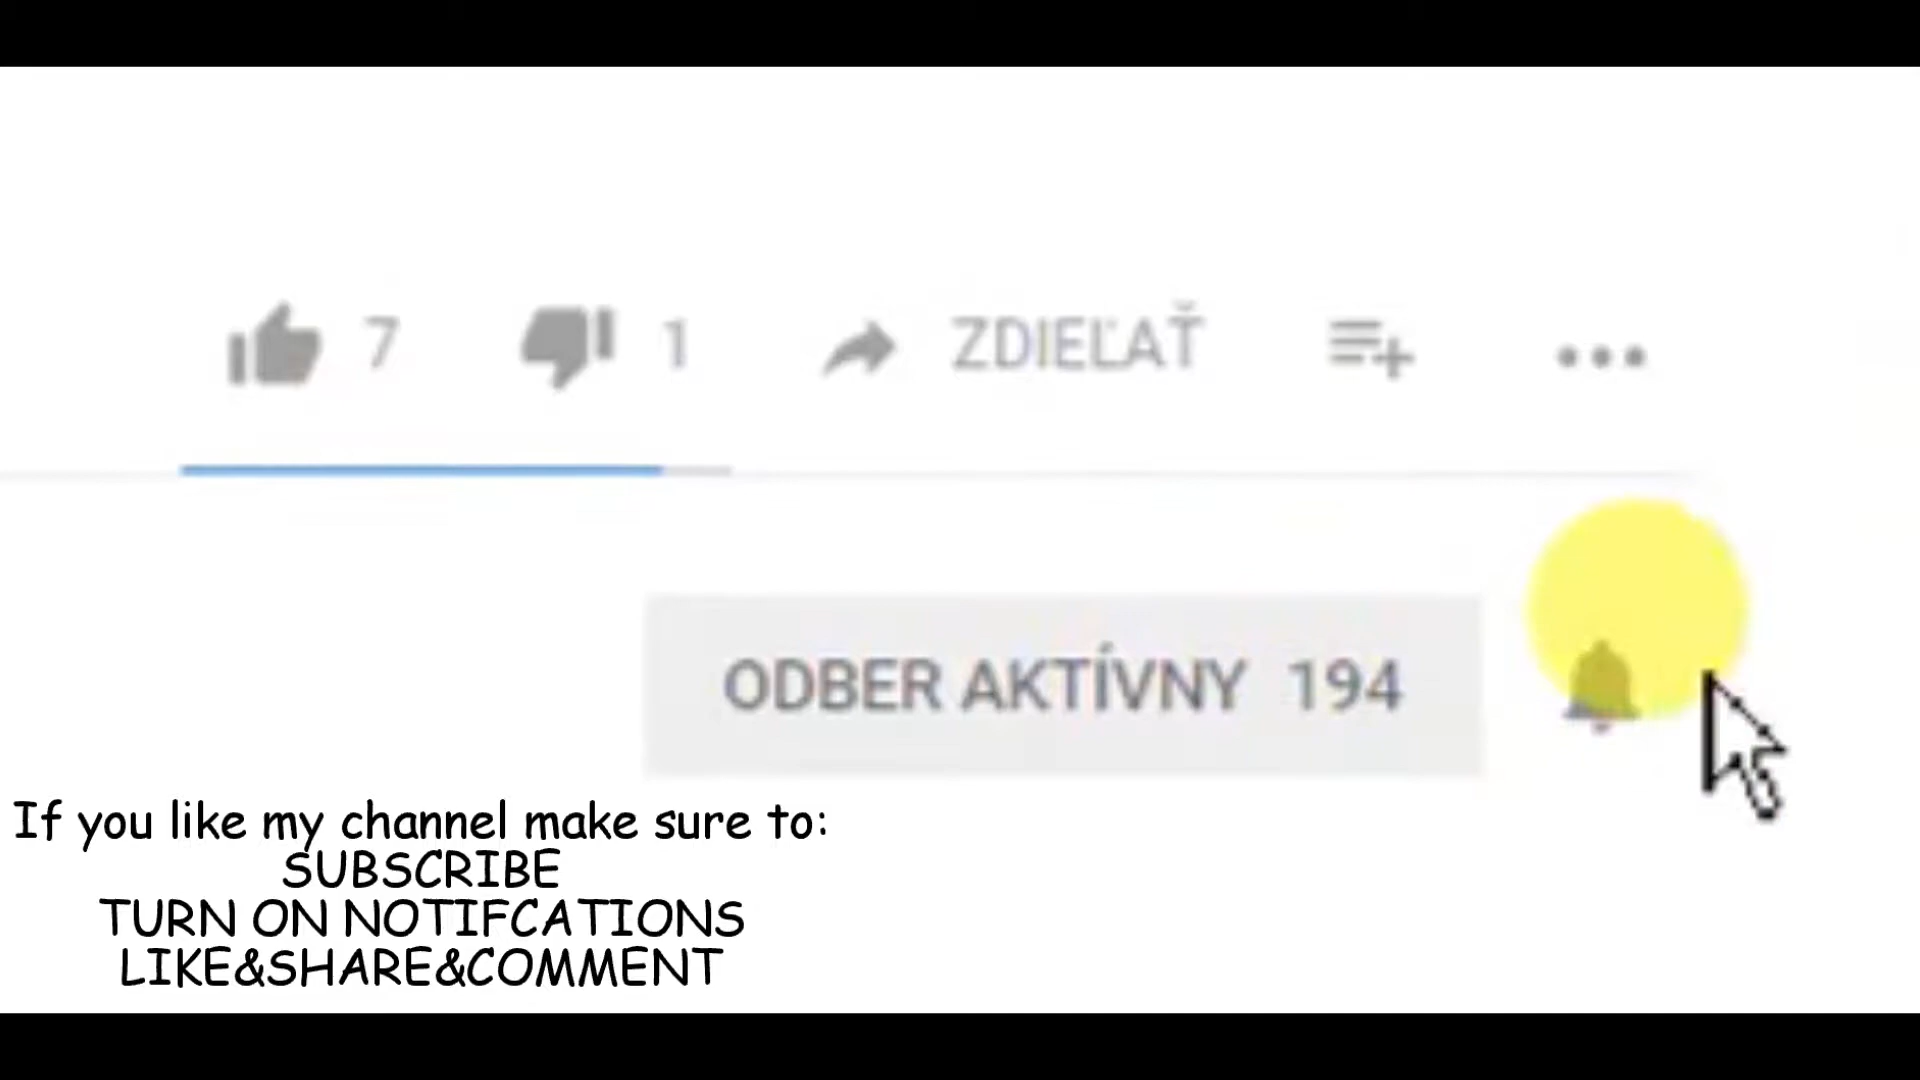 7 1 ZDIEĽAŤ
ODBER AKTÍVNY 194
If you like my channel make sure to:
SUBSCRIBE
TURN ON NOTIFCATIONS
LIKE&SHARE&COMMENT